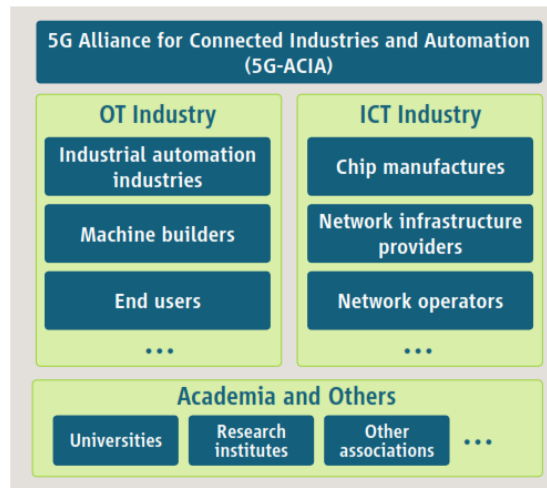 5G Alliance for Connected Industries and Automation
(5G-ACIA)
OT Industry
Industrial automation
industries
Machine builders
End users
...
ICT Industry
Chip manufactures
Network infrastructure
providers
Network operators
...
Academia and Others
Universities
Research
institutes
Other
associations
...